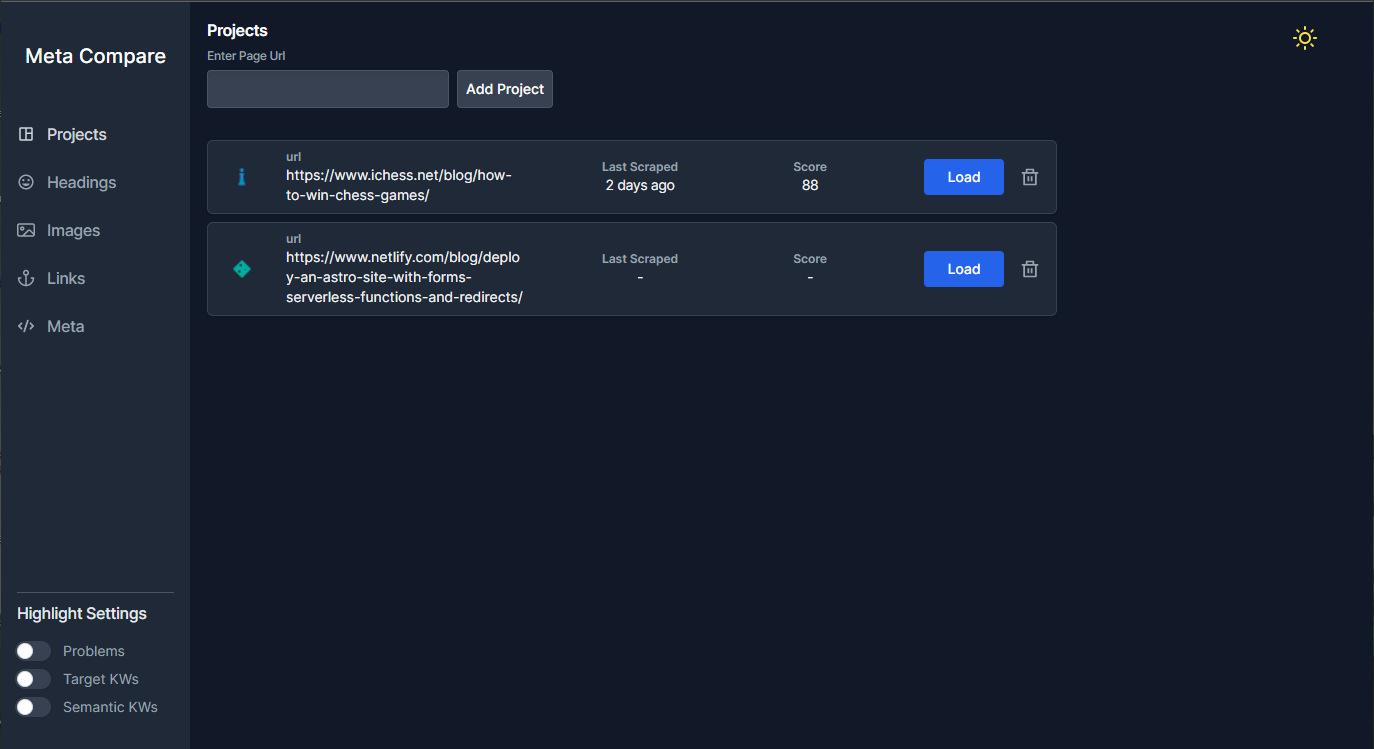 Meta Compare
Projects
Headings
Images
Links
Meta
Highlight Settings
Problems
Target KWs
Semantic KWs
Projects
Enter Page Url
Add Project
url
https://www.ichess.net/blog/how-
to-win-chess-games/
Last Scraped
2 days ago
Score
88
Load
url
https://www.netlify.com/blog/deplo
y-an-astro-site-with-forms-
serverless-functions-and-redirects/
Last Scraped
-
Score
-
Load